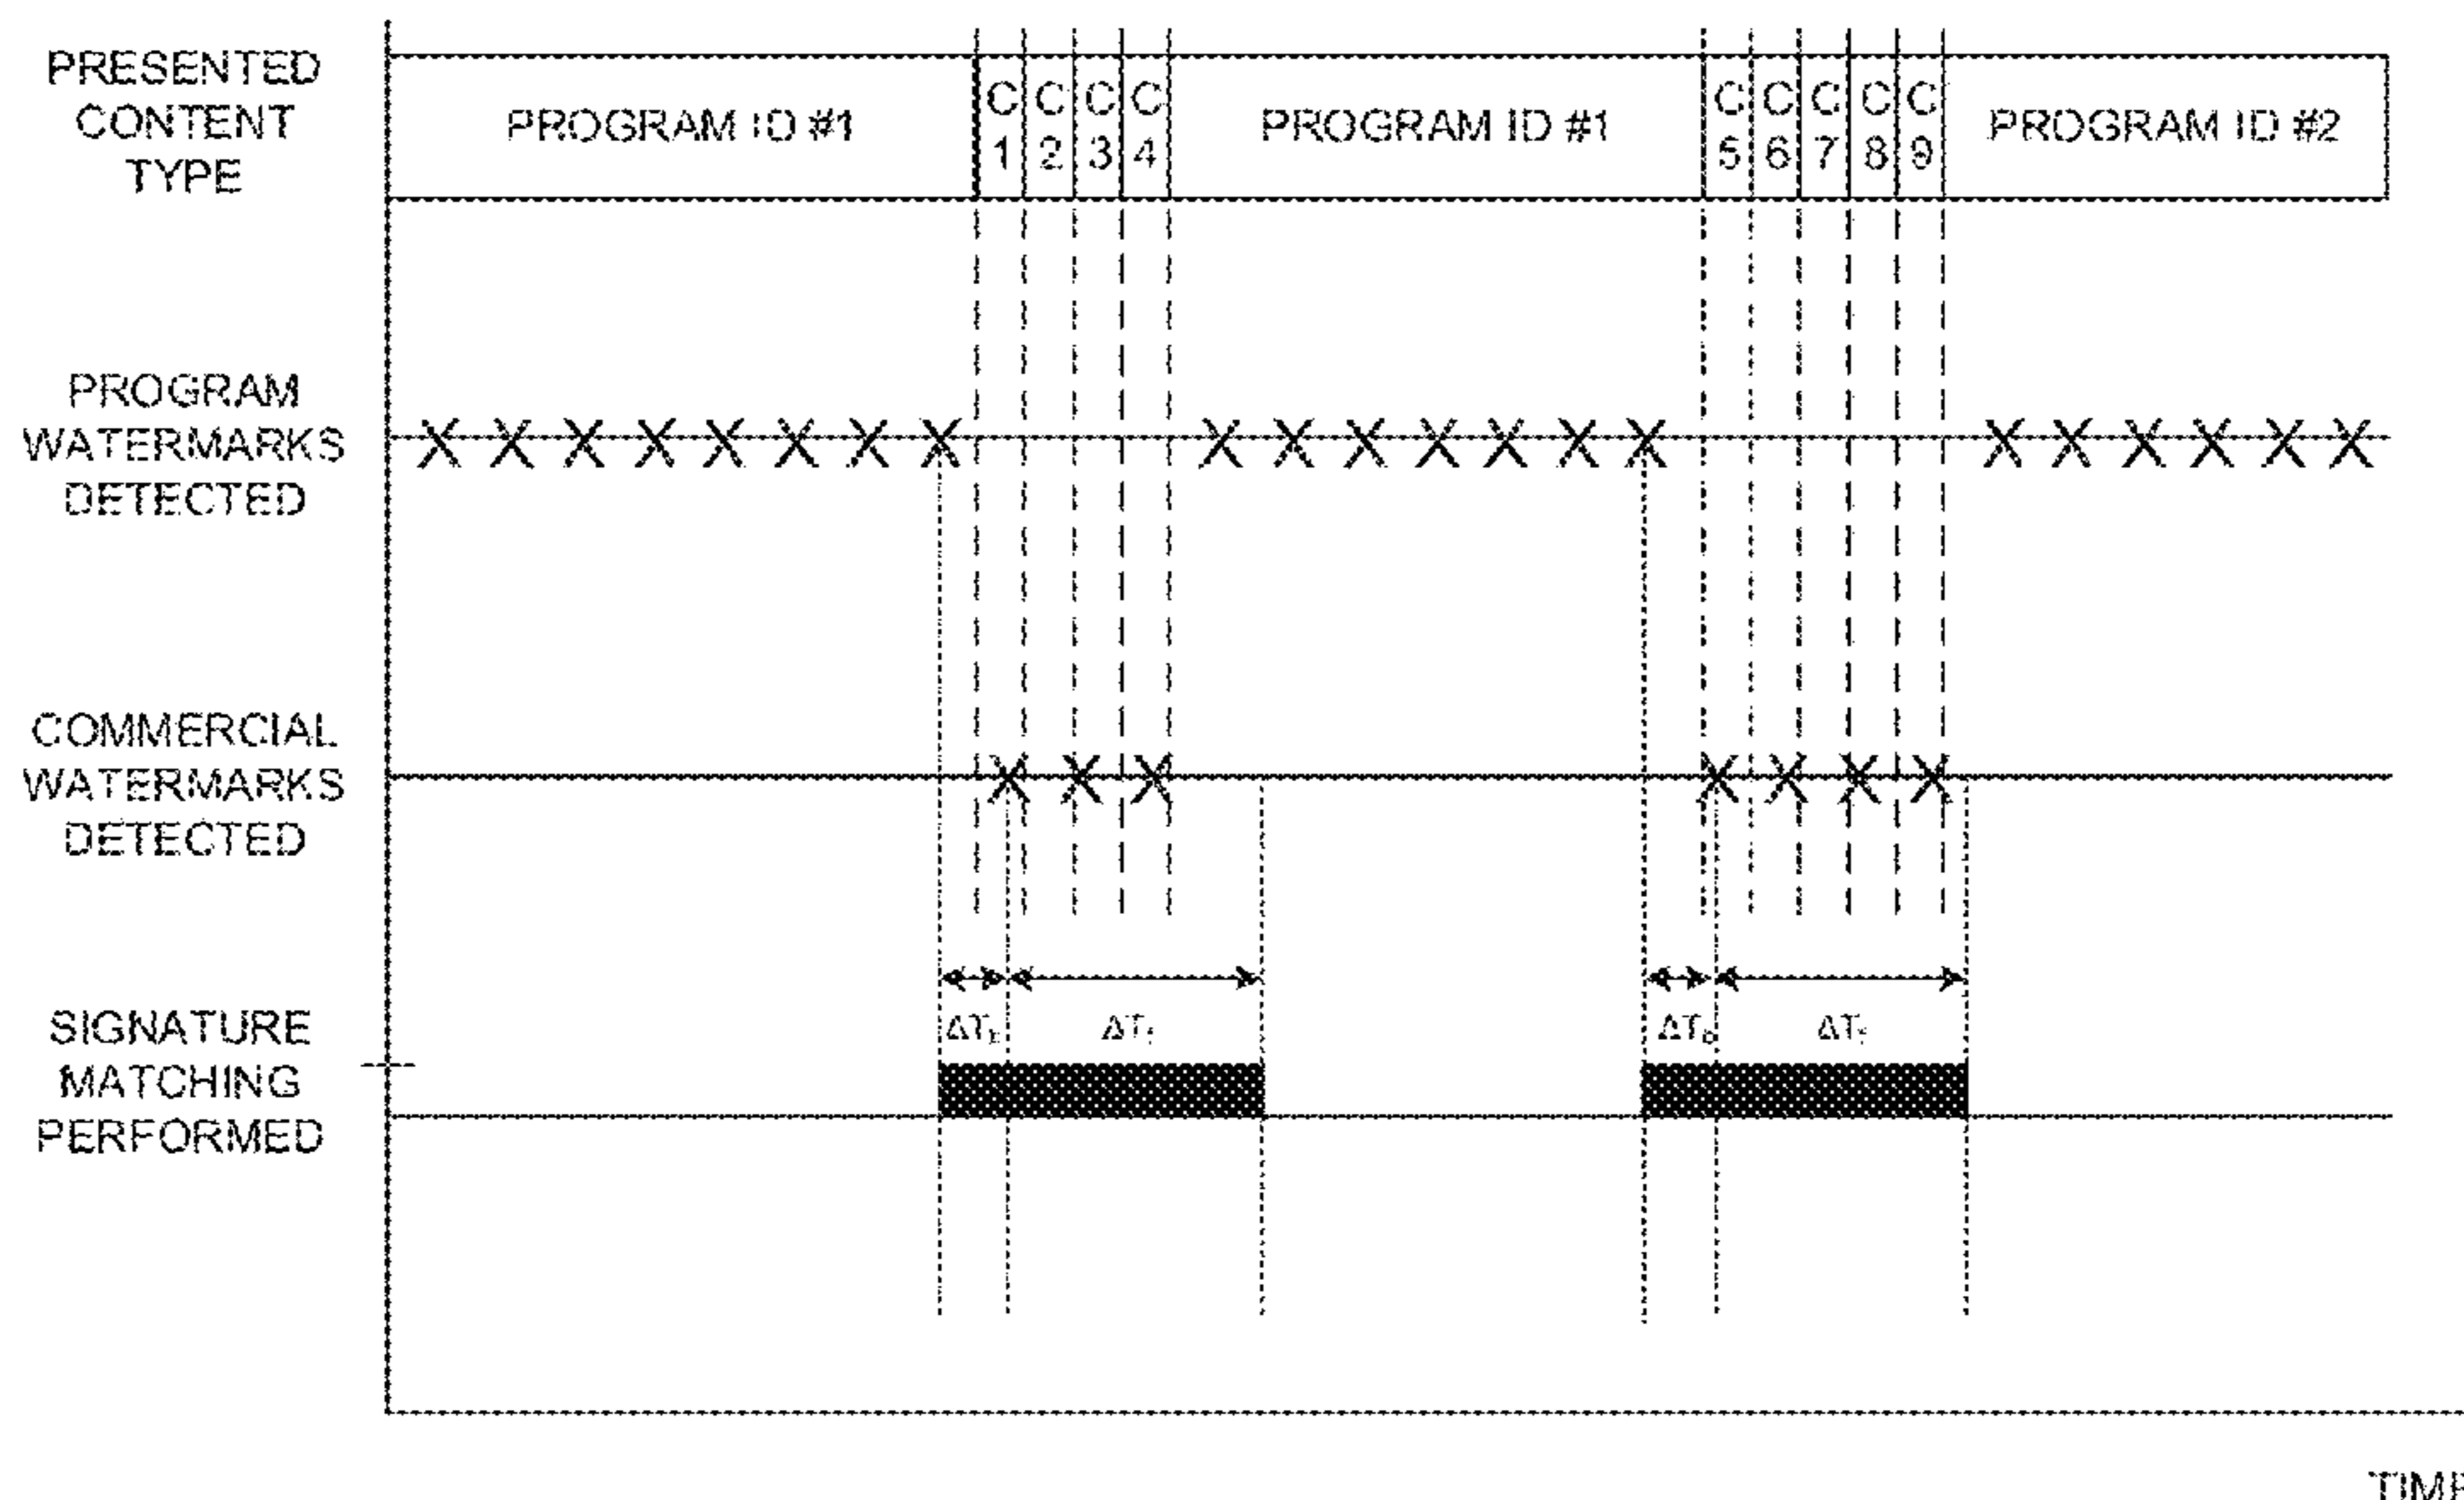 PRESENTED
CONTENT
TYPE
PROGRAM ID #1
C
1
C
2
C
3
C
4
PROGRAM ID #1
C
5
C
6
C
7
C
8
C
9
PROGRAM ID #2
PROGRAM
WATERMARKS
DETECTED
COMMERCIAL
WATERMARKS
DETECTED
SIGNATURE
MATCHING
PERFORMED
TIME